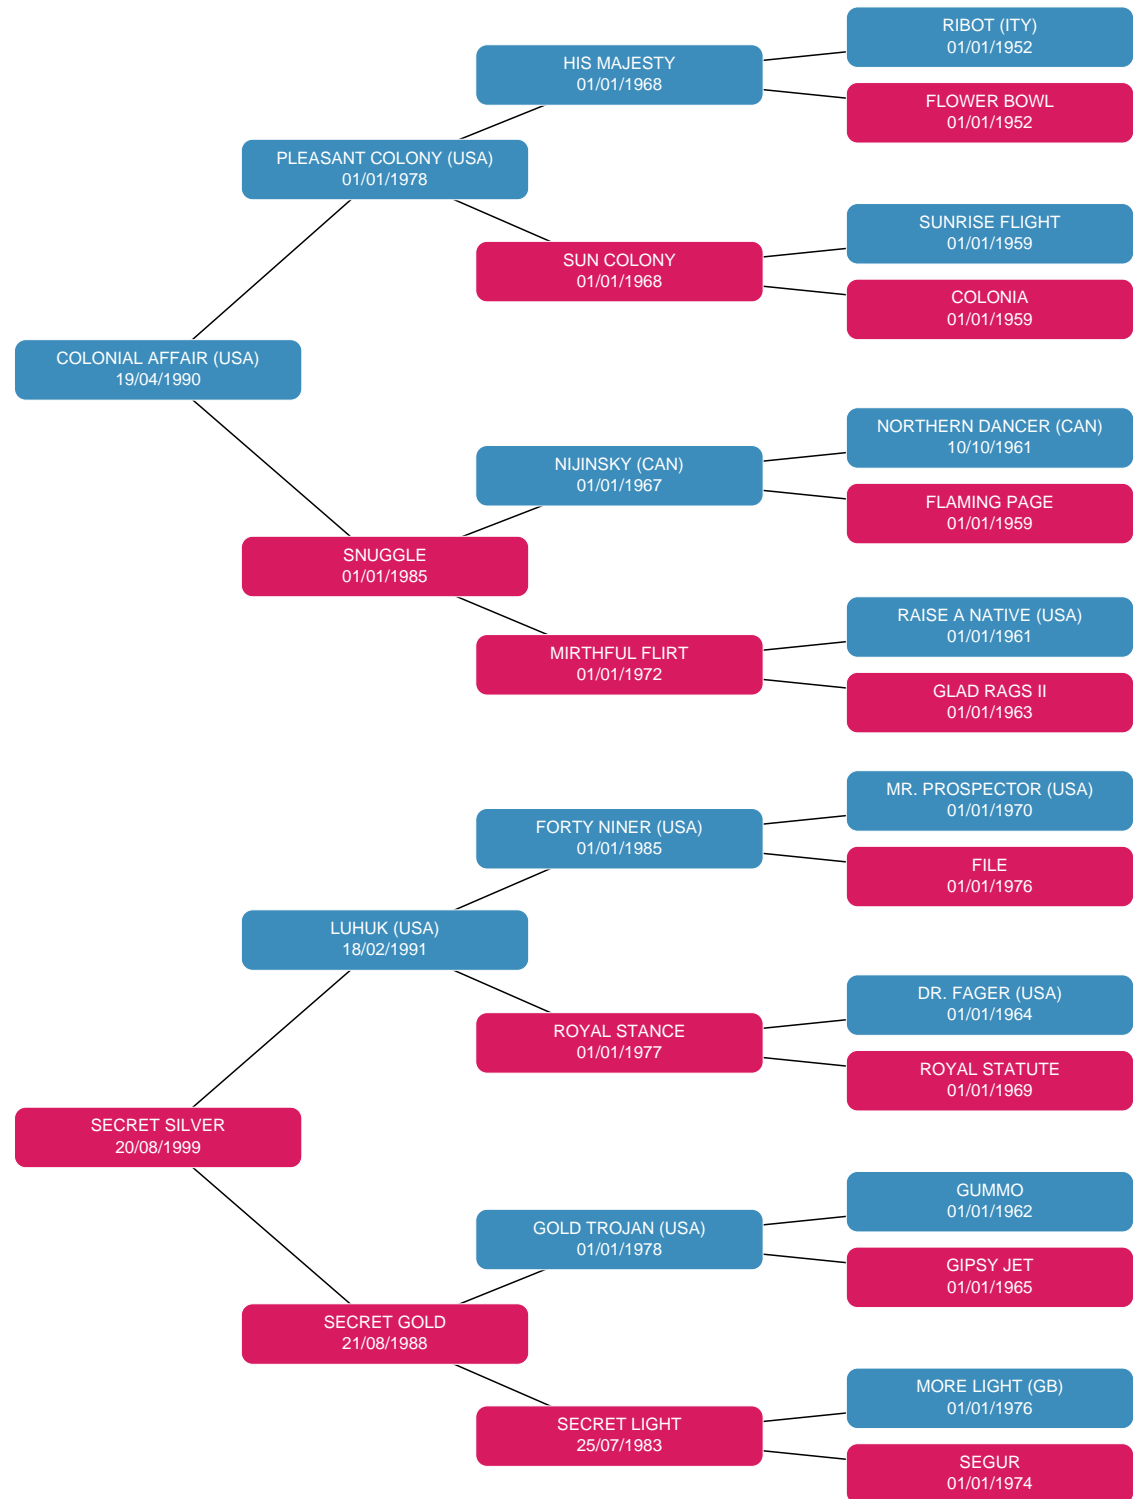 RIBOT (ITY)
01/01/1952
HIS MAJESTY
01/01/1968
FLOWER BOWL
01/01/1952
PLEASANT COLONY (USA)
01/01/1978
SUNRISE FLIGHT
01/01/1959
SUN COLONY
01/01/1968
COLONIA
01/01/1959
COLONIAL AFFAIR (USA)
19/04/1990
NORTHERN DANCER (CAN)
10/10/1961
NIJINSKY (CAN)
01/01/1967
FLAMING PAGE
01/01/1959
SNUGGLE
01/01/1985
RAISE A NATIVE (USA)
01/01/1961
MIRTHFUL FLIRT
01/01/1972
GLAD RAGS II
01/01/1963
MR. PROSPECTOR (USA)
01/01/1970
FORTY NINER (USA)
01/01/1985
FILE
01/01/1976
LUHUK (USA)
18/02/1991
DR. FAGER (USA)
01/01/1964
ROYAL STANCE
01/01/1977
ROYAL STATUTE
01/01/1969
SECRET SILVER
20/08/1999
GUMMO
01/01/1962
GOLD TROJAN (USA)
01/01/1978
GIPSY JET
01/01/1965
SECRET GOLD
21/08/1988
MORE LIGHT (GB)
01/01/1976
SECRET LIGHT
25/07/1983
SEGUR
01/01/1974